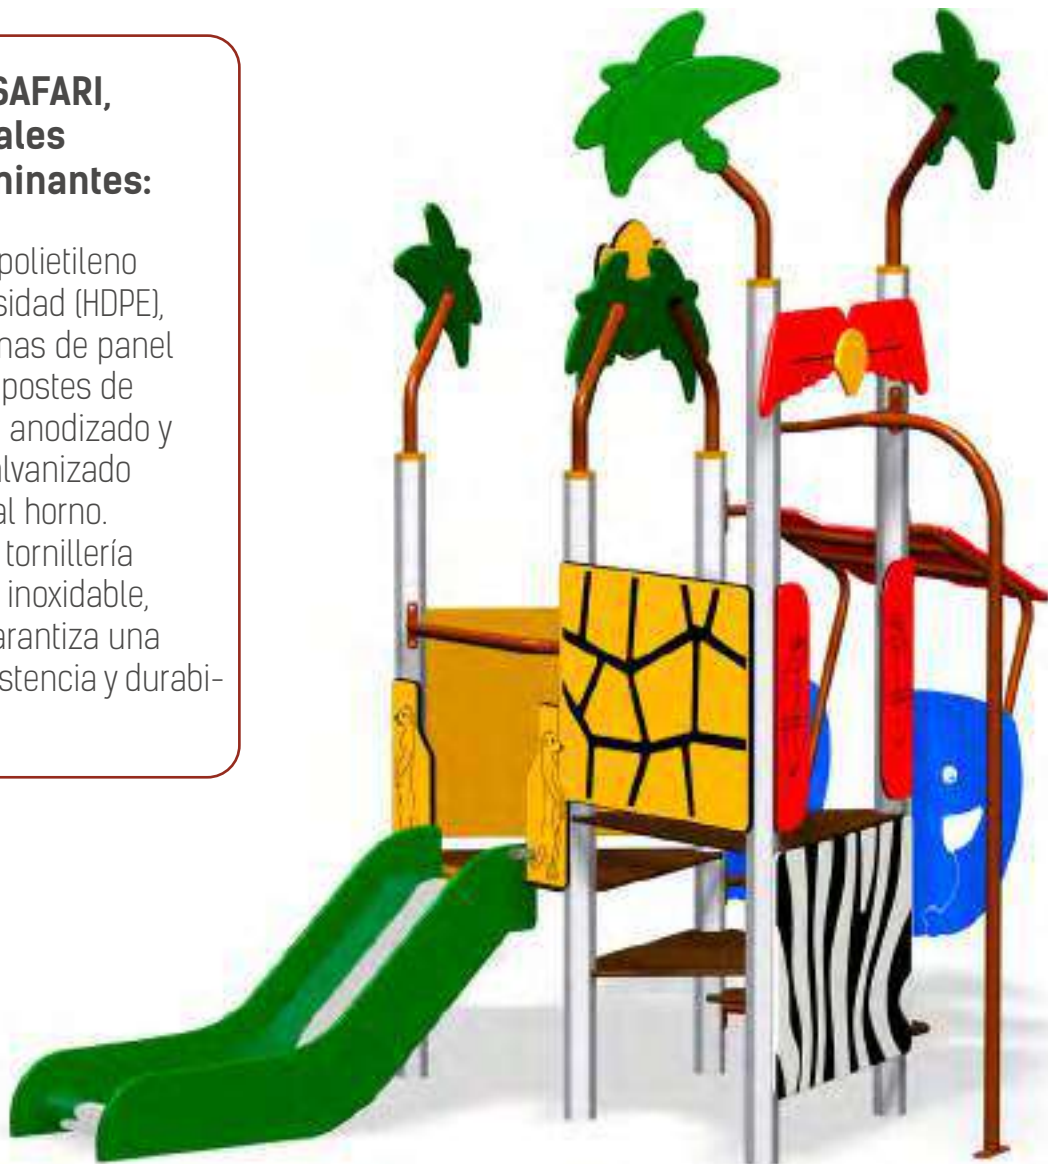 SAFARI,
ales
minantes:
polietileno
sidad (HDPE),
nas de panel
postes de
anodizado y
lvanizado
al horno.
tornillería
inoxidable,
arantiza una
stencia y durabi-